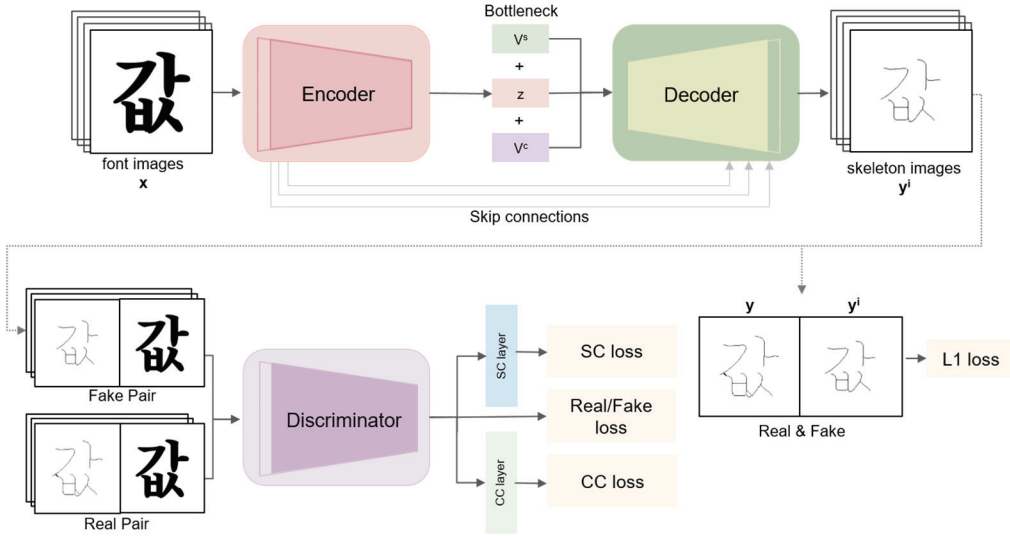 Bottleneck
값
font images
x
Encoder
Vˢ
+
z
+
Vᶜ
Decoder
값
skeleton images
yⁱ
Skip connections
값 값
Fake Pair
값 값
Real Pair
Discriminator
SC layer
CC layer
SC loss
Real/Fake
loss
CC loss
y yⁱ
값 값
Real & Fake
L1 loss